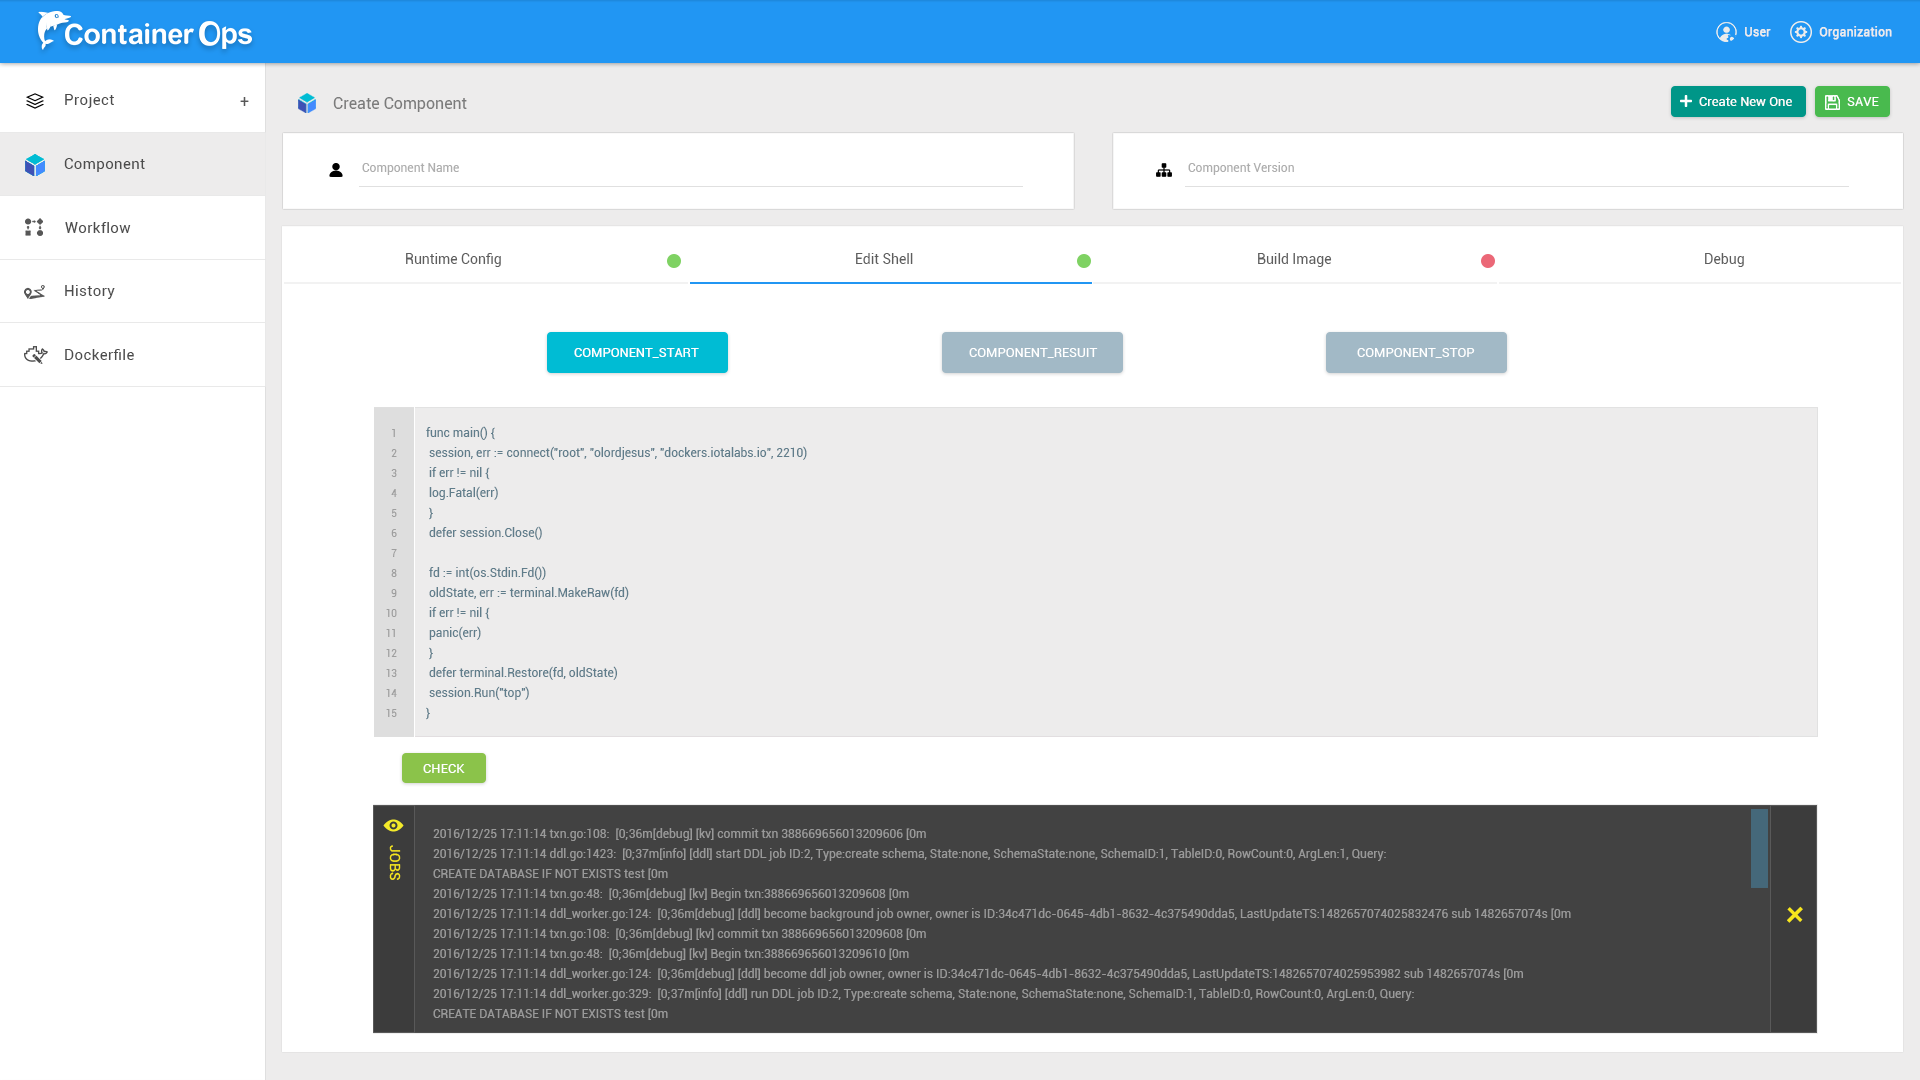 Container Ops
User
Organization
Project +
Component
Workflow
History
Dockerfile
Create Component
+ Create New One
SAVE
Component Name
Component Version
Runtime Config
Edit Shell
Build Image
Debug
COMPONENT_START
COMPONENT_RESUIT
COMPONENT_STOP
1 func main() {
2 session, err := connect("root", "olordjesus", "dockers.iotalabs.io", 2210)
3 if err != nil {
4 log.Fatal(err)
5 }
6 defer session.Close()
7
8 fd := int(os.Stdin.Fd())
9 oldState, err := terminal.MakeRaw(fd)
10 if err != nil {
11 panic(err)
12 }
13 defer terminal.Restore(fd, oldState)
14 session.Run("top")
15 }
CHECK
JOBS
2016/12/25 17:11:14 txn.go:108: [0;36m[debug] [kv] commit txn 388669656013209606 [0m
2016/12/25 17:11:14 ddl.go:1423: [0;37m[info] [ddl] start DDL job ID:2, Type:create schema, State:none, SchemaState:none, SchemaID:1, TableID:0, RowCount:0, ArgLen:1, Query:
CREATE DATABASE IF NOT EXISTS test [0m
2016/12/25 17:11:14 txn.go:48: [0;36m[debug] [kv] Begin txn:388669656013209608 [0m
2016/12/25 17:11:14 ddl_worker.go:124: [0;36m[debug] [ddl] become background job owner, owner is ID:34c471dc-0645-4db1-8632-4c375490dda5, LastUpdateTS:1482657074025832476 sub 1482657074s [0m
2016/12/25 17:11:14 txn.go:108: [0;36m[debug] [kv] commit txn 388669656013209608 [0m
2016/12/25 17:11:14 txn.go:48: [0;36m[debug] [kv] Begin txn:388669656013209610 [0m
2016/12/25 17:11:14 ddl_worker.go:124: [0;36m[debug] [ddl] become ddl job owner, owner is ID:34c471dc-0645-4db1-8632-4c375490dda5, LastUpdateTS:1482657074025953982 sub 1482657074s [0m
2016/12/25 17:11:14 ddl_worker.go:329: [0;37m[info] [ddl] run DDL job ID:2, Type:create schema, State:none, SchemaState:none, SchemaID:1, TableID:0, RowCount:0, ArgLen:0, Query:
CREATE DATABASE IF NOT EXISTS test [0m